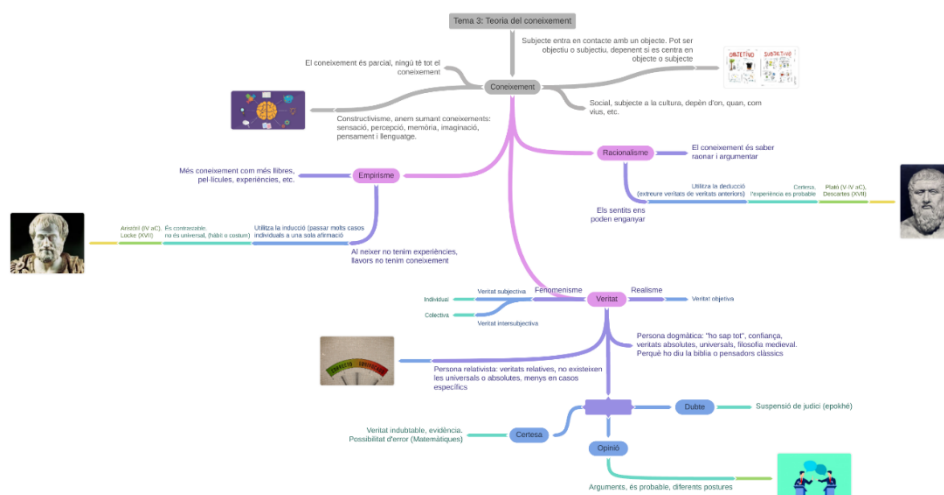 Tema 3: Teoria del coneixement
Subjecte entra en contacte amb un objecte. Pot ser
objectiu o subjectiu, depenent si es centra en
objecte o subjecte
OBJETIVO
SUBJETIVO
El coneixement és parcial, ningú té tot el
coneixement
Coneixement
Constructivisme, anem sumant coneixements:
sensació, percepció, memòria, imaginació,
pensament i llenguatge.
Social, subjecte a la cultura, depén d'on, quan, com
vius, etc.
Racionalisme
El coneixement és saber
raonar i argumentar
Més coneixement com més llibres,
pel·lícules, experiències, etc.
Empirisme
Utilitza la deducció
(extreure veritats de veritats anteriors)
Certesa,
l'experiència es probable
Plató (V-IV aC),
Descartes (XVII)
Els sentits ens
poden enganyar
Aristòtil (IV aC),
Locke (XVII)
És contrastable,
no és universal, (hàbit o costum)
Utilitza la inducció (passar molts casos
individuals a una sola afirmació
Al neixer no tenim experiències,
llavors no tenim coneixement
Veritat subjectiva
Fenomenisme
Veritat
Realisme
Veritat objetiva
Individual
Colectiva
Veritat intersubjectiva
Persona dogmàtica: "ho sap tot", confiança,
veritats absolutes, universals, filosofia medieval.
Perquè ho diu la bíblia o pensadors clàssics
Persona relativista: veritats relatives, no existeixen
les universals o absolutes, menys en casos
específics
Dubte
Suspensió de judici (epokhé)
Veritat indubtable, evidència.
Possibilitat d'error (Matemàtiques)
Certesa
Opinió
Arguments, és probable, diferents postures